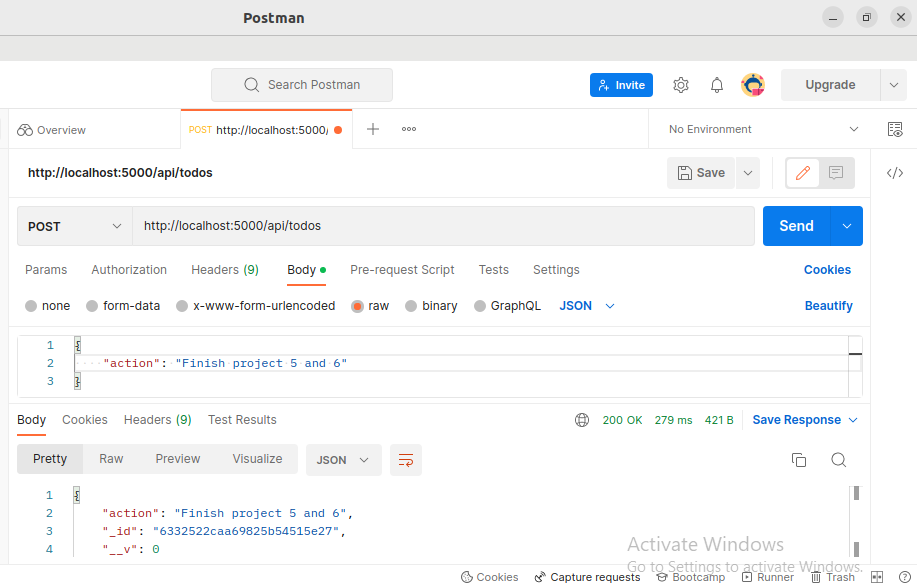 Postman
Search Postman
Invite
Upgrade
Overview
POST http://localhost:5000/
No Environment
http://localhost:5000/api/todos
Save
POST
http://localhost:5000/api/todos
Send
Params Authorization Headers (9) Body Pre-request Script Tests Settings Cookies
none form-data x-www-form-urlencoded raw binary GraphQL JSON Beautify
1 {
2 "action": "Finish project 5 and 6"
3 }
Body Cookies Headers (9) Test Results 200 OK 279 ms 421 B Save Response
Pretty Raw Preview Visualize JSON
1 {
2 "action": "Finish project 5 and 6",
3 "_id": "6332522caa69825b54515e27",
4 "__v": 0
Activate Windows
Go to Settings to activate Windows.
Cookies Capture requests Bootcamp Runner Trash